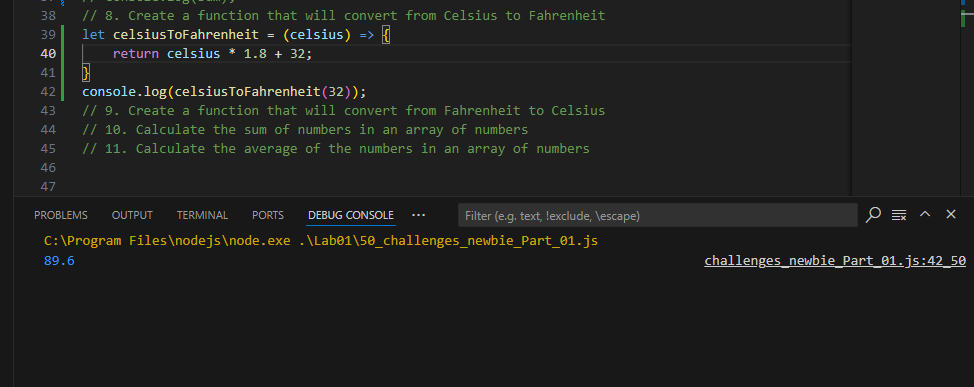 37 // console.log(sum);
38 // 8. Create a function that will convert from Celsius to Fahrenheit
39 let celsiusToFahrenheit = (celsius) => {
40     return celsius * 1.8 + 32;
41 }
42 console.log(celsiusToFahrenheit(32));
43 // 9. Create a function that will convert from Fahrenheit to Celsius
44 // 10. Calculate the sum of numbers in an array of numbers
45 // 11. Calculate the average of the numbers in an array of numbers
46
47
PROBLEMS OUTPUT TERMINAL PORTS DEBUG CONSOLE ··· Filter (e.g. text, !exclude, \escape)
C:\Program Files\nodejs\node.exe .\Lab01\50_challenges_newbie_Part_01.js
89.6 challenges_newbie_Part_01.js:42_50